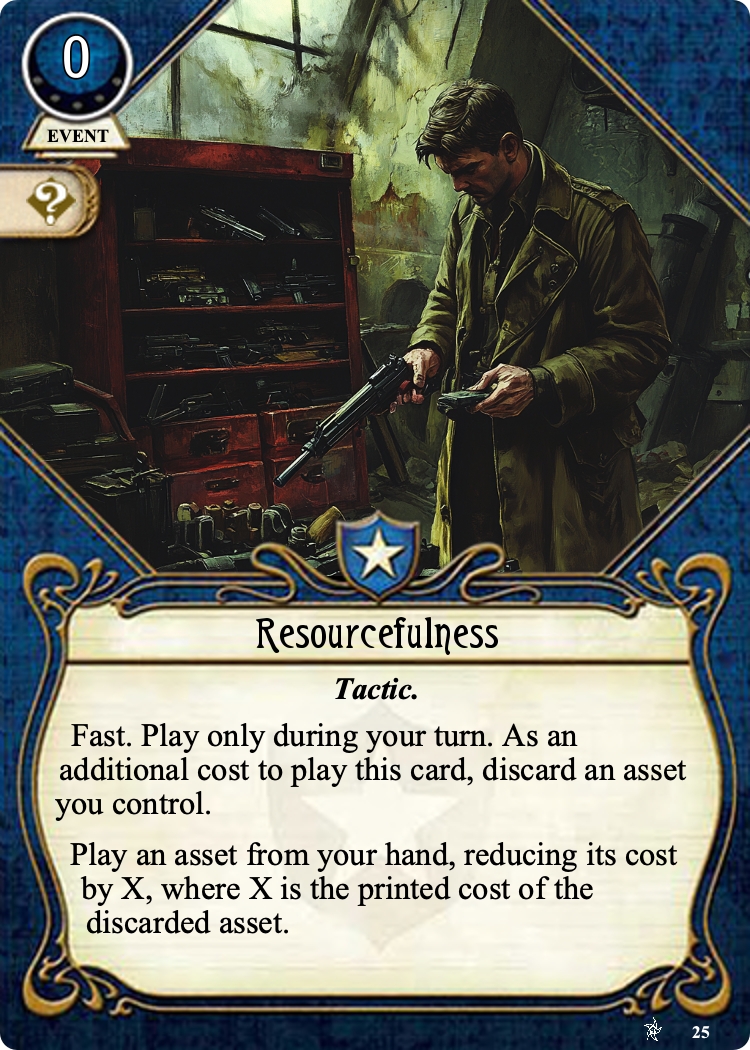 0
EVENT
?
Resourcefulness
Tactic.
Fast. Play only during your turn. As an
additional cost to play this card, discard an asset
you control.
Play an asset from your hand, reducing its cost
by X, where X is the printed cost of the
discarded asset.
25